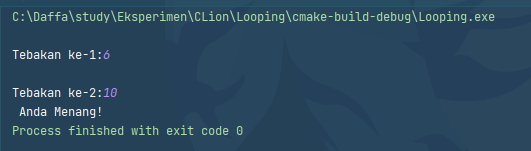 C:\Daffa\study\Eksperimen\CLion\Looping\cmake-build-debug\Looping.exe
Tebakan ke-1:6
Tebakan ke-2:10
Anda Menang!
Process finished with exit code 0